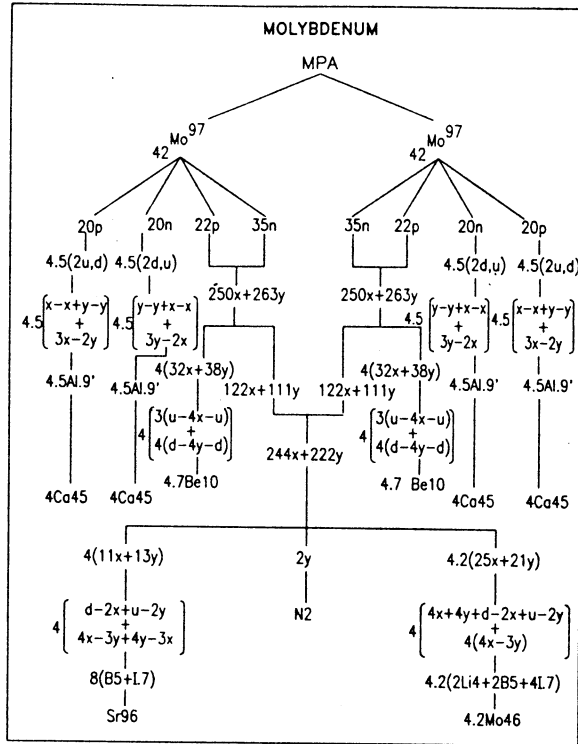 MOLYBDENUM
MPA
42Mo97 42Mo97
20p 20n 22p 35n 35n 22p 20n 20p
4.5(2u,d) 4.5(2d,u) 4.5(2d,u) 4.5(2u,d)
250x+263y 250x+263y
x-x+y-y y-y+x-x y-y+x-x x-x+y-y
4.5 + 4.5 + 4.5 + 4.5 +
3x-2y 3y-2x 3y-2x 3x-2y
4(32x+38y) 4(32x+38y)
4.5Al.9' 4.5Al.9' 122x+111y 122x+111y 4.5Al.9' 4.5Al.9'
3(u-4x-u) 3(u-4x-u)
4 + 4 +
4(d-4y-d) 4(d-4y-d)
244x+222y
4.7Be10 4.7 Be10
4Ca45 4Ca45 4Ca45 4Ca45
4(11x+13y) 2y 4.2(25x+21y)
N2
d-2x+u-2y 4x+4y+d-2x+u-2y
4 + 4 +
4x-3y+4y-3x 4(4x-3y)
8(B5+I.7) 4.2(2Li4+2B5+4I.7)
Sr96 4.2Mo46